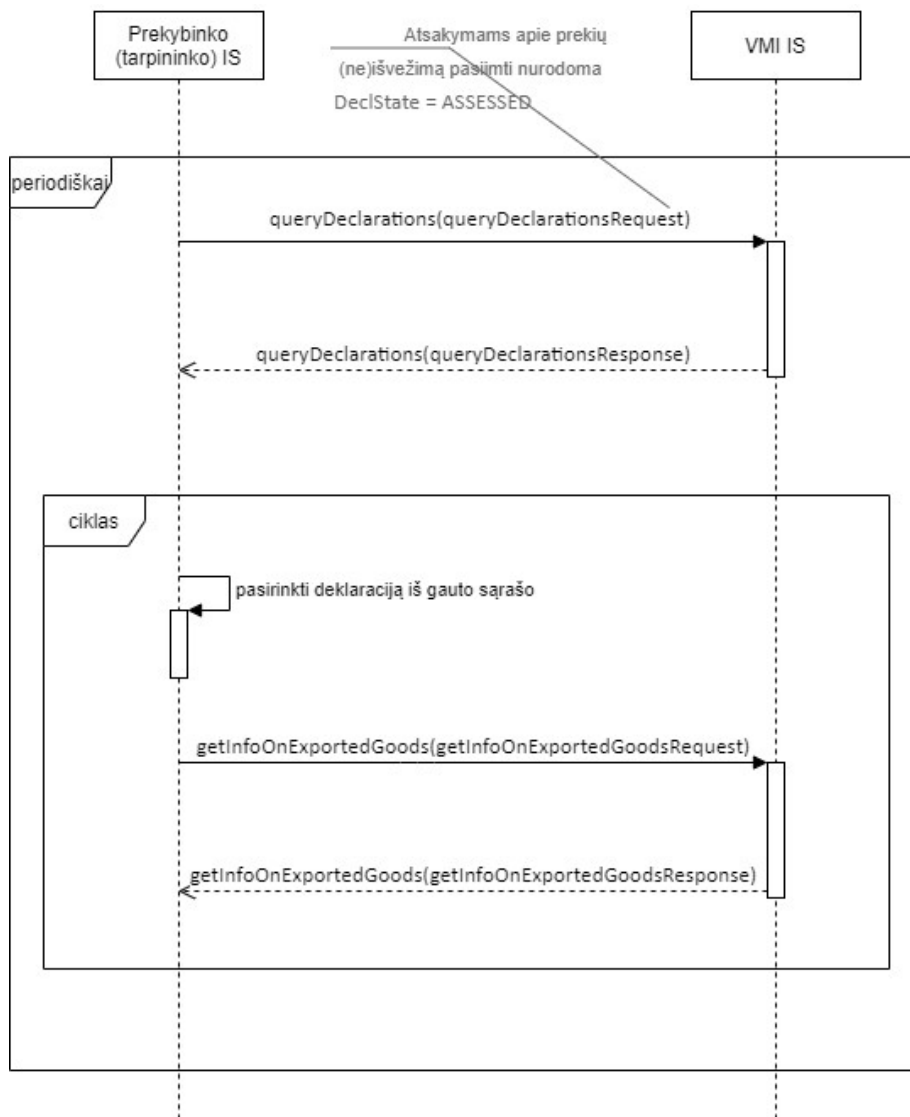 Prekybinko
(tarpininko) IS
Atsakymams apie prekių
(ne)išvežimą pasiimti nurodoma
DeclState = ASSESSED
VMI IS
periodiškai
queryDeclarations(queryDeclarationsRequest)
queryDeclarations(queryDeclarationsResponse)
ciklas
pasirinkti deklaraciją iš gauto sąrašo
getInfoOnExportedGoods(getInfoOnExportedGoodsRequest)
getInfoOnExportedGoods(getInfoOnExportedGoodsResponse)